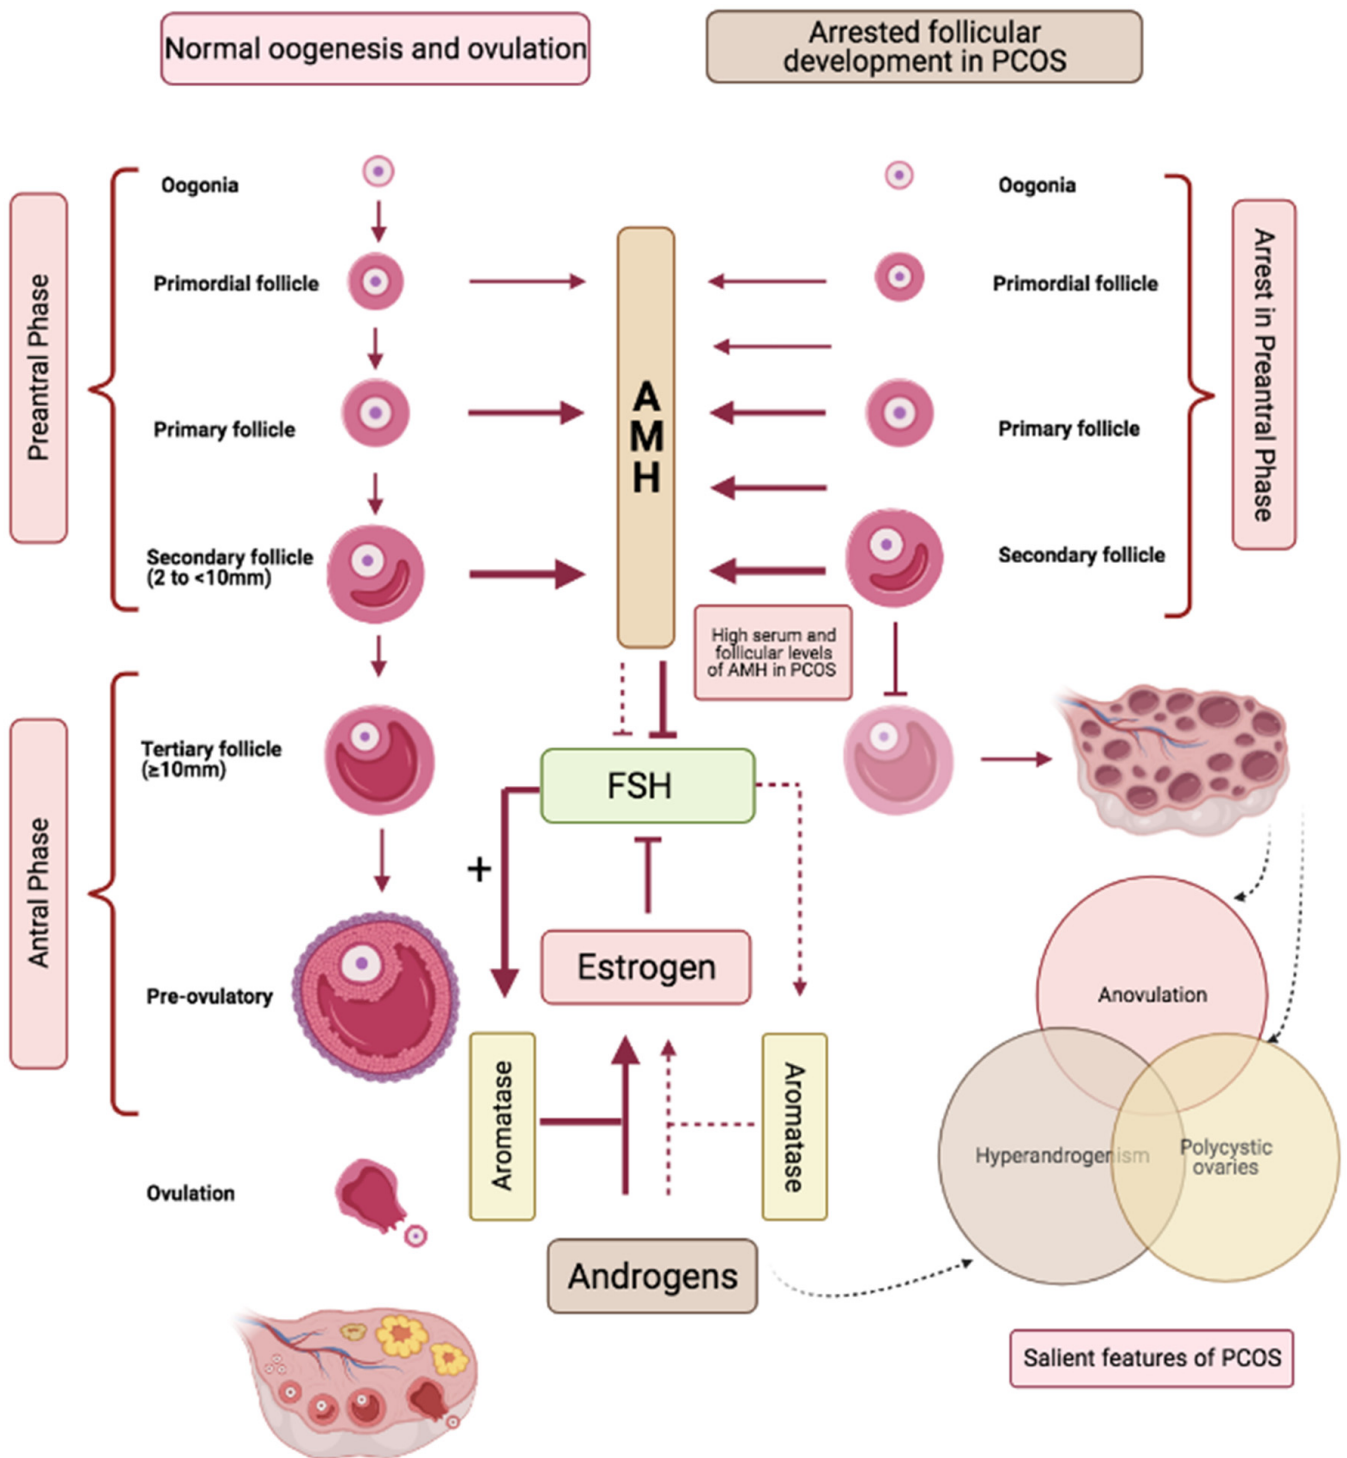 Normal oogenesis and ovulation
Arrested follicular
development in PCOS
Preantral Phase
Oogonia
Primordial follicle
Primary follicle
Secondary follicle
(2 to <10mm)
Antral Phase
Tertiary follicle
(≥10mm)
Pre-ovulatory
Ovulation
A
M
H
High serum and
follicular levels
of AMH in PCOS
FSH
+
Estrogen
Aromatase
Aromatase
Androgens
Oogonia
Primordial follicle
Primary follicle
Secondary follicle
Arrest in Preantral Phase
Anovulation
Hyperandrogenism
Polycystic
ovaries
Salient features of PCOS